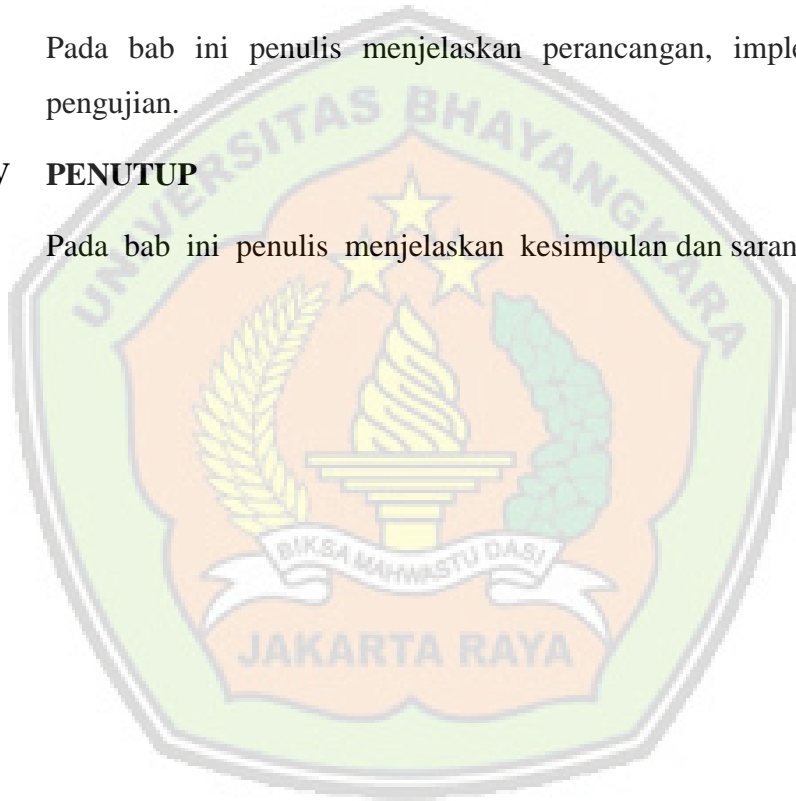 Pada bab ini penulis menjelaskan perancangan, imple
pengujian.
V PENUTUP
Pada bab ini penulis menjelaskan kesimpulan dan saran
UNIVERSITAS BHAYANGKARA
BIKSA MAHWASTU DASI
JAKARTA RAYA